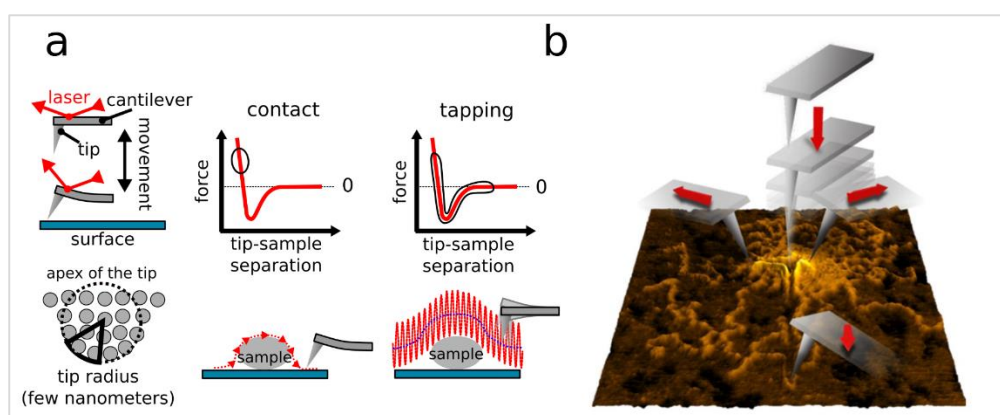 a
b
laser
cantilever
tip
movement
surface
contact
force
0
tip-sample
separation
tapping
force
0
tip-sample
separation
apex of the tip
tip radius
(few nanometers)
sample
sample